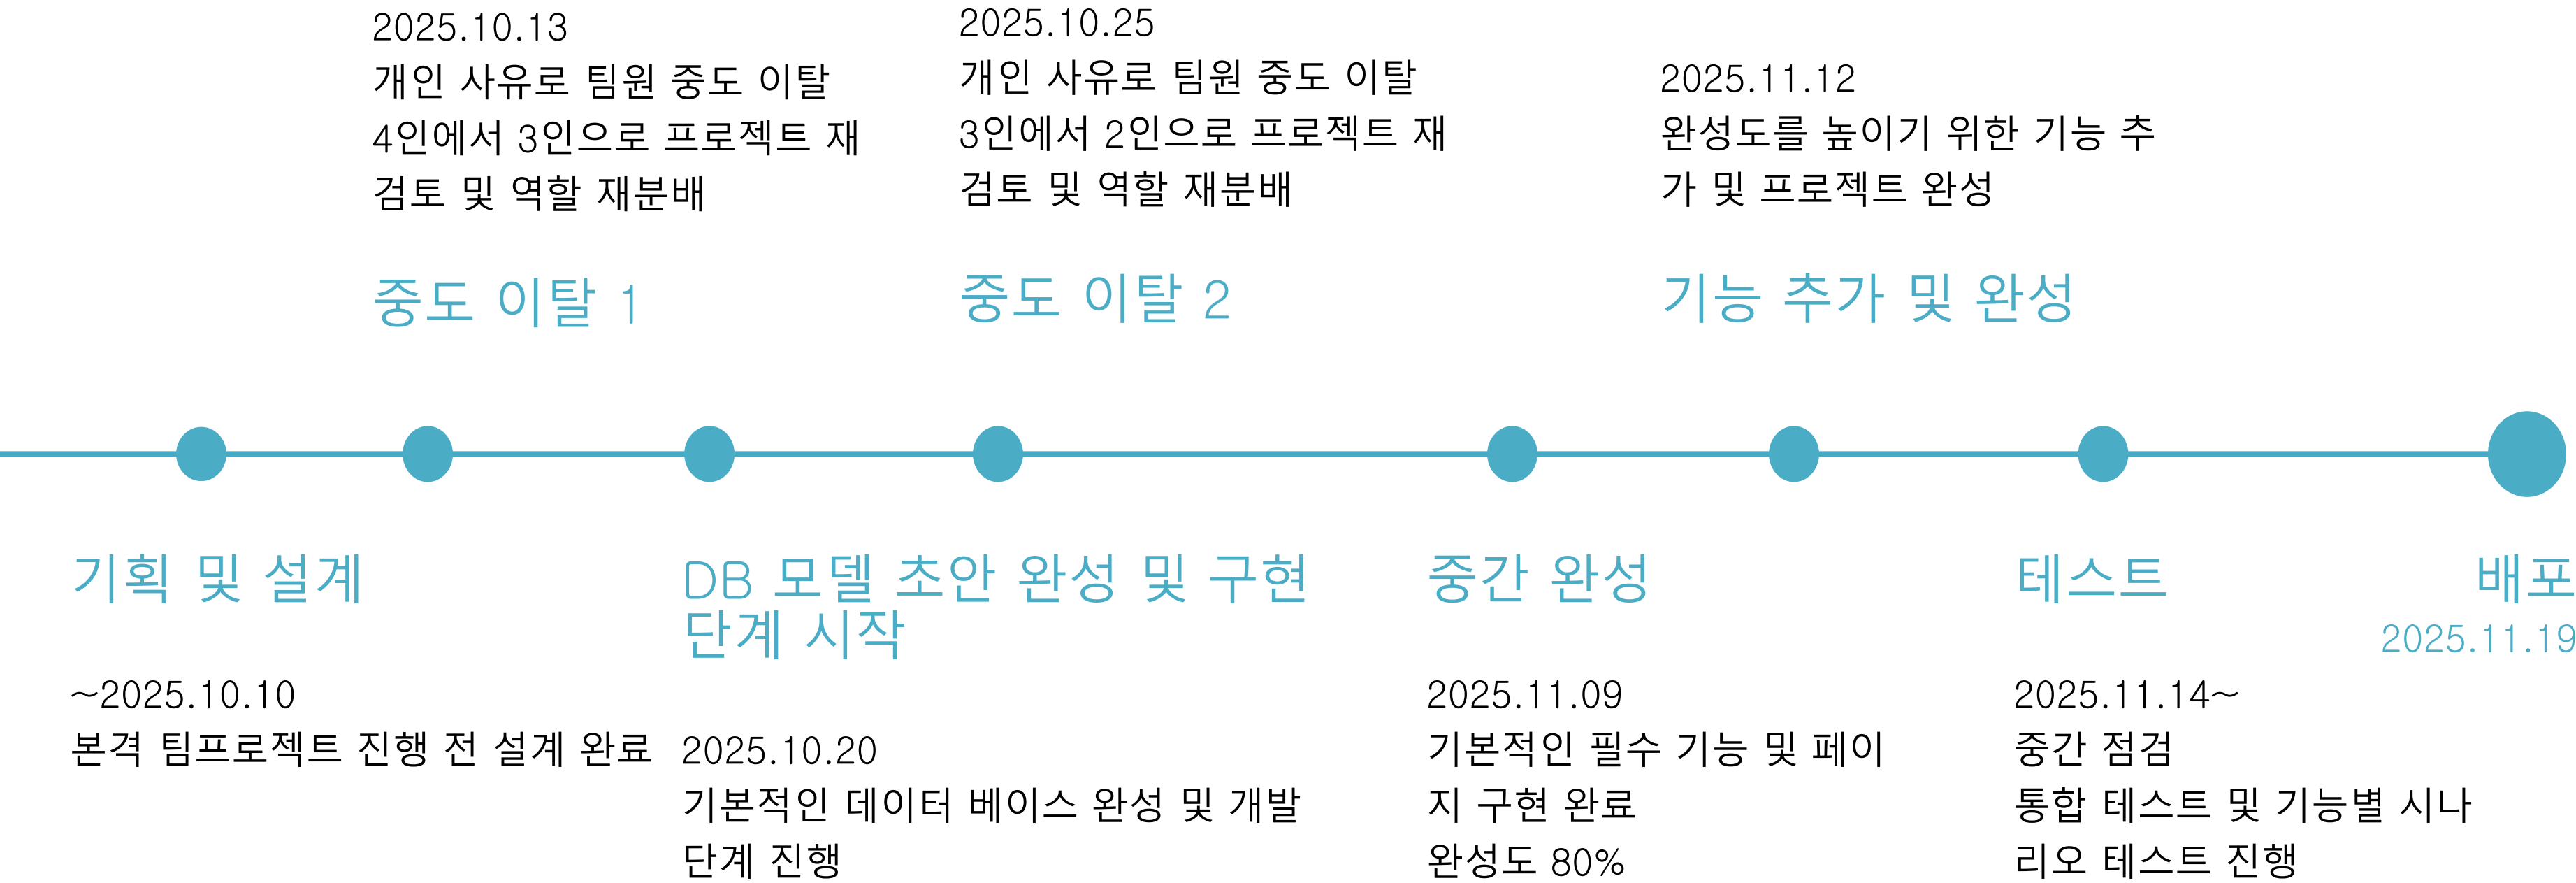 2025.10.13
개인 사유로 팀원 중도 이탈
4인에서 3인으로 프로젝트 재
검토 및 역할 재분배
중도 이탈 1
2025.10.25
개인 사유로 팀원 중도 이탈
3인에서 2인으로 프로젝트 재
검토 및 역할 재분배
중도 이탈 2
2025.11.12
완성도를 높이기 위한 기능 추
가 및 프로젝트 완성
기능 추가 및 완성
기획 및 설계
~2025.10.10
본격 팀프로젝트 진행 전 설계 완료
DB 모델 초안 완성 및 구현
단계 시작
2025.10.20
기본적인 데이터 베이스 완성 및 개발
단계 진행
중간 완성
2025.11.09
기본적인 필수 기능 및 페이
지 구현 완료
완성도 80%
테스트
2025.11.14~
중간 점검
통합 테스트 및 기능별 시나
리오 테스트 진행
배포
2025.11.19